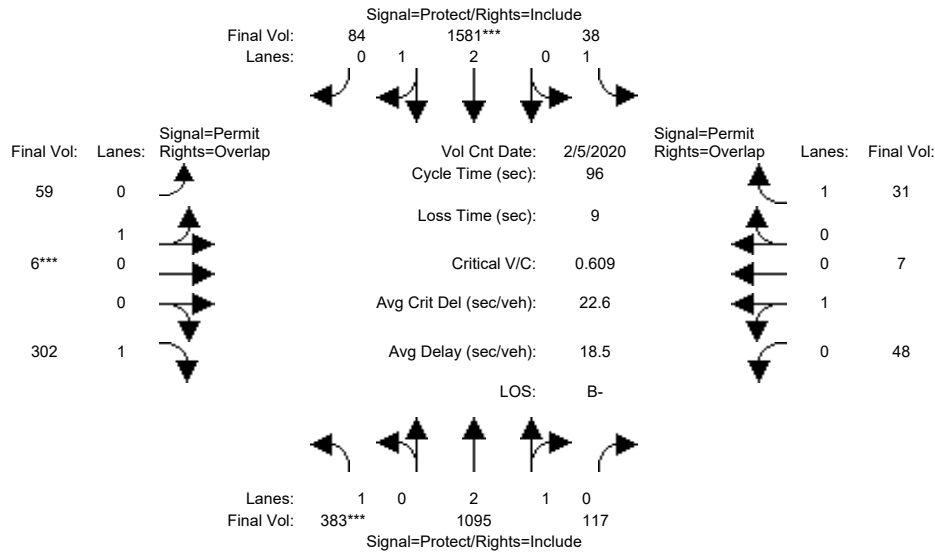 Signal=Protect/Rights=Include
Final Vol: 84 1581*** 38
Lanes: 0 1 2 0 1
Signal=Permit Signal=Permit
Final Vol: Lanes: Rights=Overlap Vol Cnt Date: 2/5/2020 Rights=Overlap Lanes: Final Vol:
Cycle Time (sec): 96
59 0 1 31
Loss Time (sec): 9
1 0
6*** 0 Critical V/C: 0.609 0 7
0 Avg Crit Del (sec/veh): 22.6 1
302 1 Avg Delay (sec/veh): 18.5 0 48
LOS: B-
Lanes: 1 0 2 1 0
Final Vol: 383*** 1095 117
Signal=Protect/Rights=Include